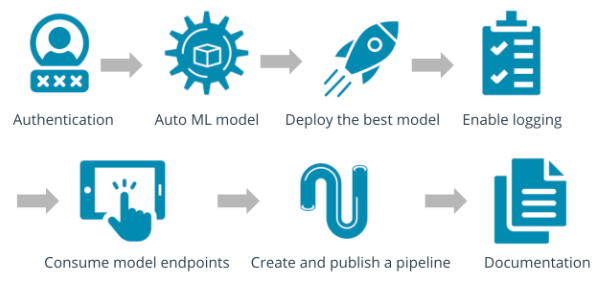 ×××
Authentication
Auto ML model
Deploy the best model
Enable logging
Consume model endpoints
Create and publish a pipeline
Documentation